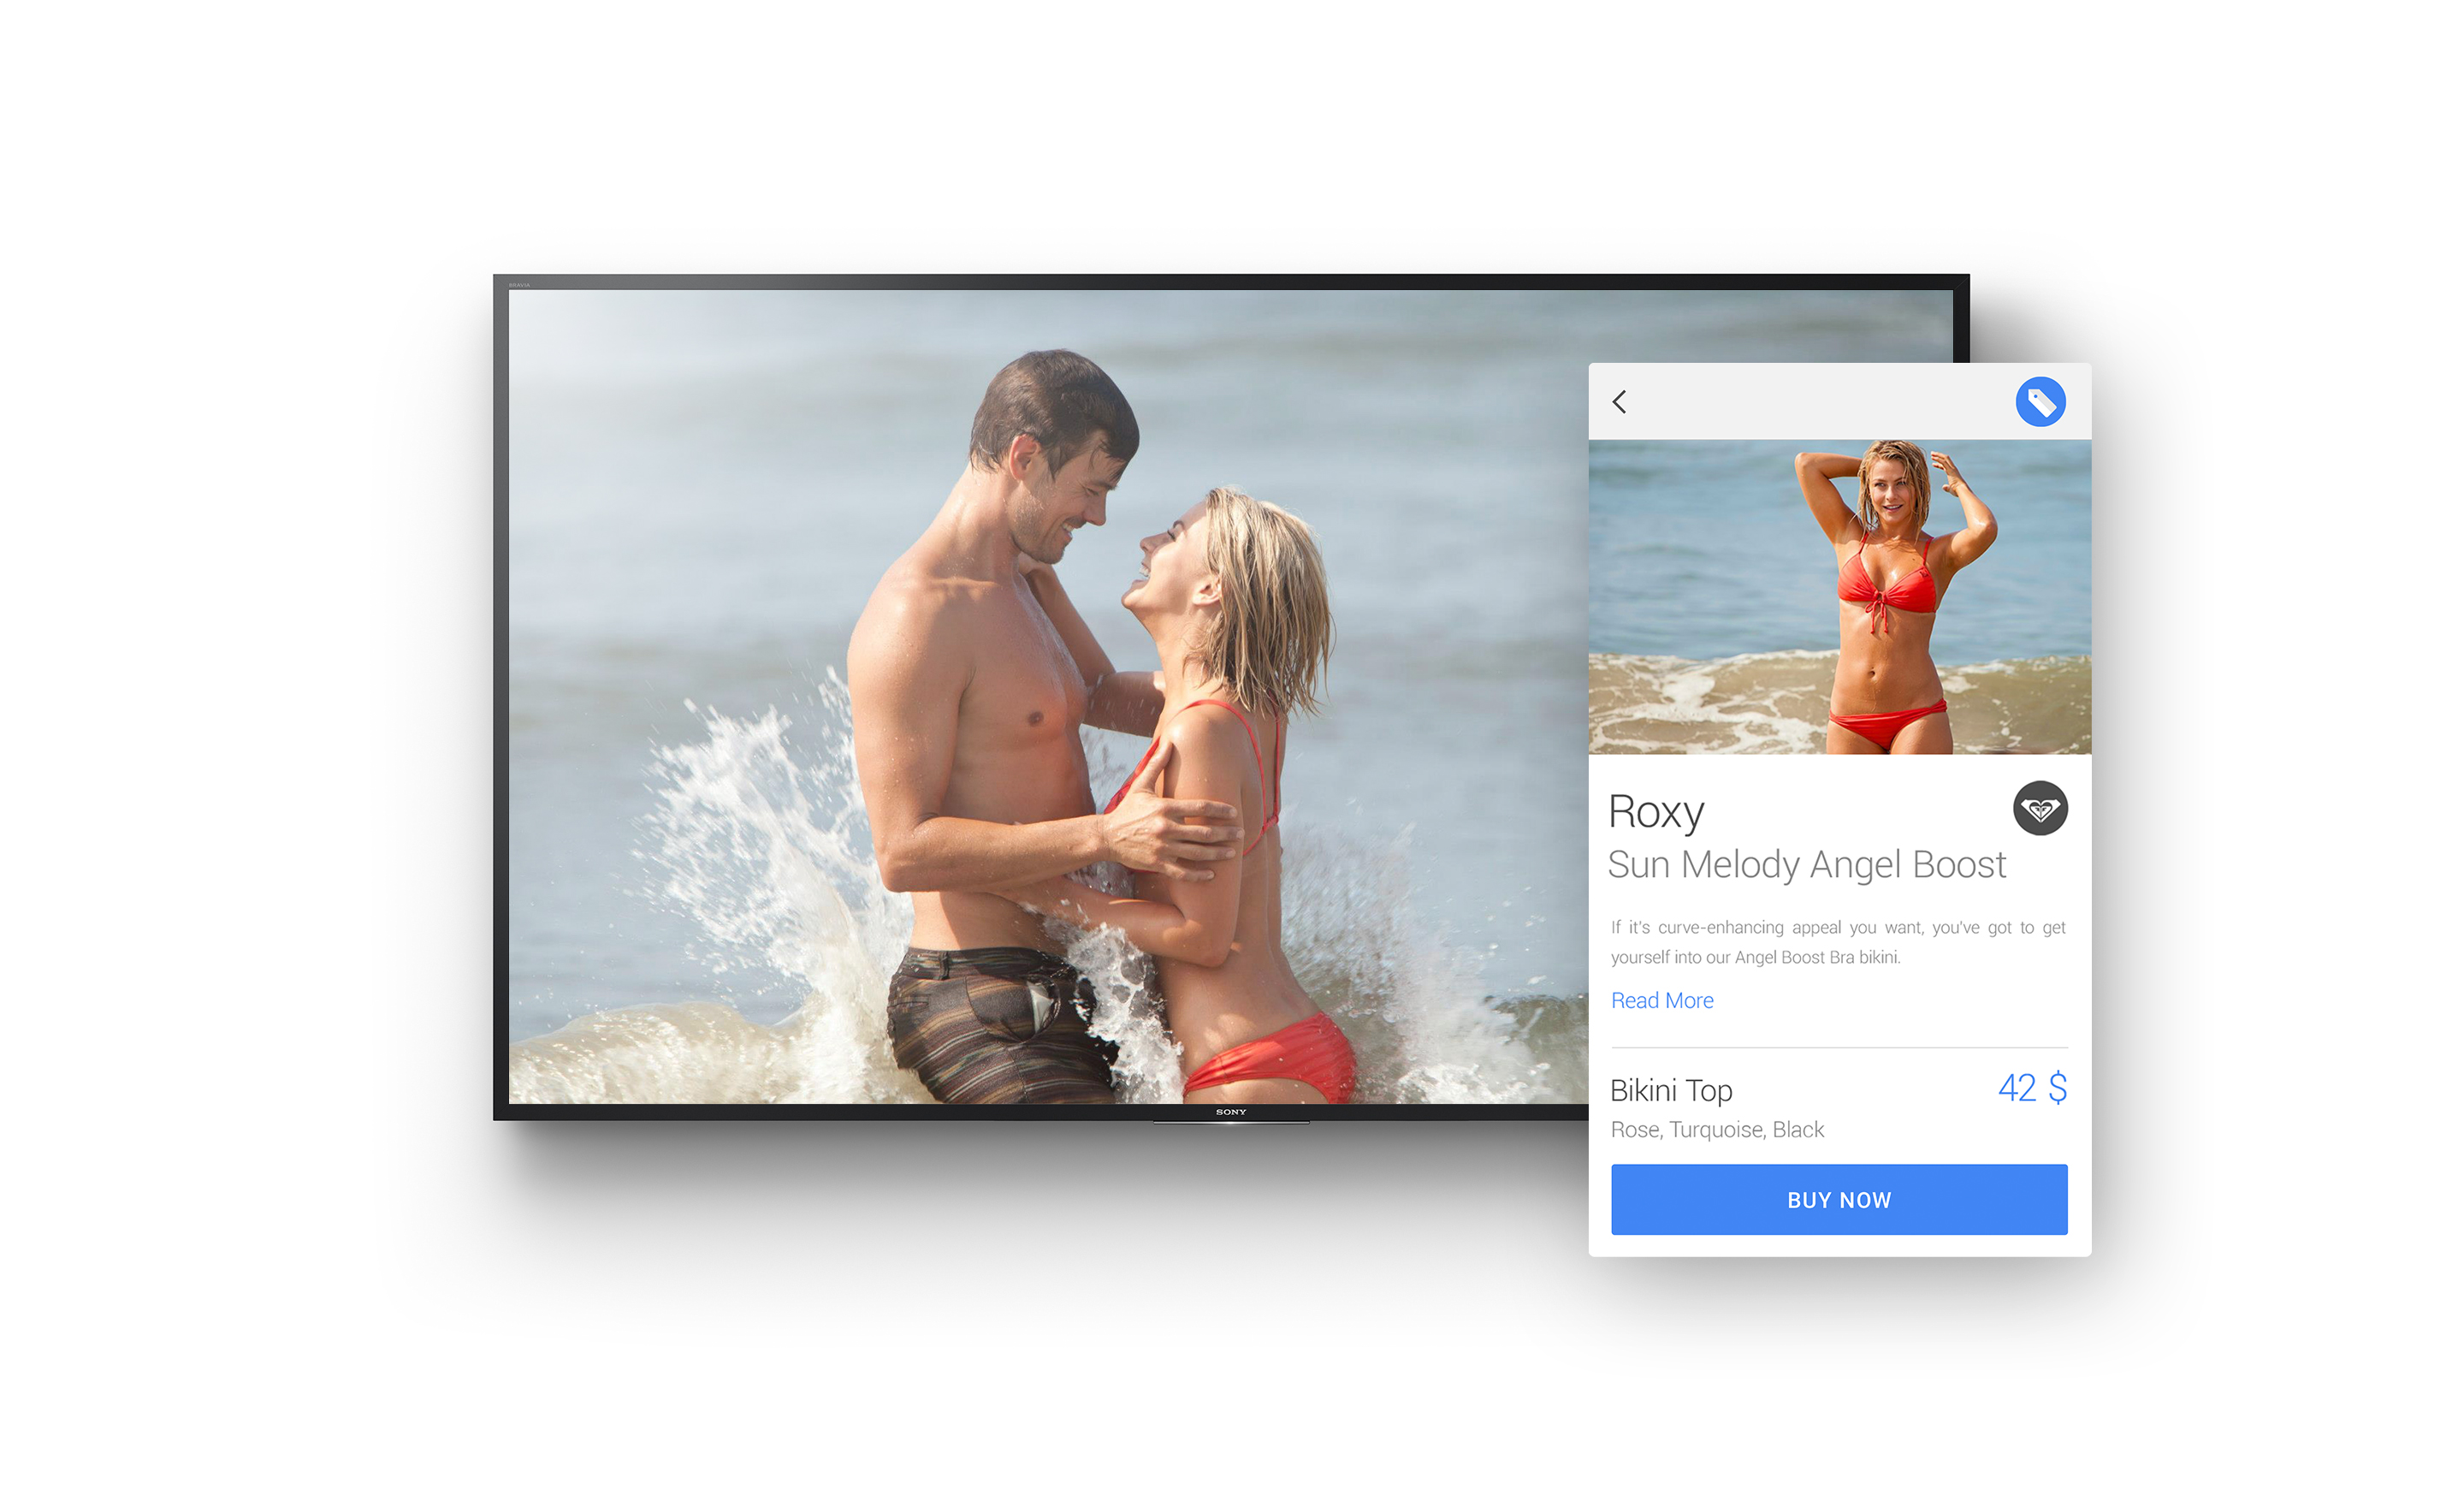 BRAVIA
SONY
Roxy
Sun Melody Angel Boost
If it's curve-enhancing appeal you want, you've got to get
yourself into our Angel Boost Bra bikini.
Read More
Bikini Top 42 $
Rose, Turquoise, Black
BUY NOW